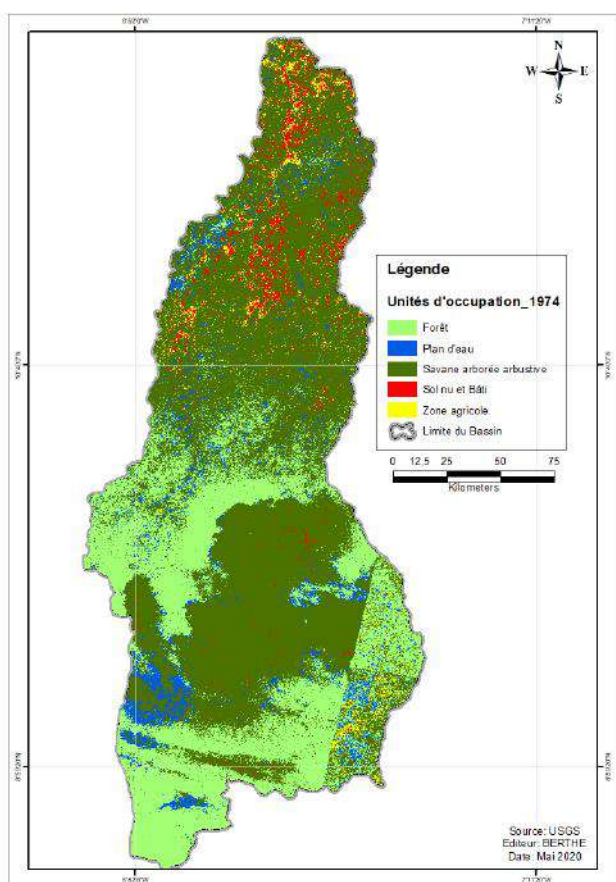 N
W E
S
Légende
Unités d'occupation_1974
Forêt
Plan d'eau
Savane arborée arbustive
Sol nu et Bâti
Zone agricole
Limite du Bassin
0 12,5 25 50 75
Kilometers
Source: USGS
Editeur: BERTHE
Date: Mai 2020